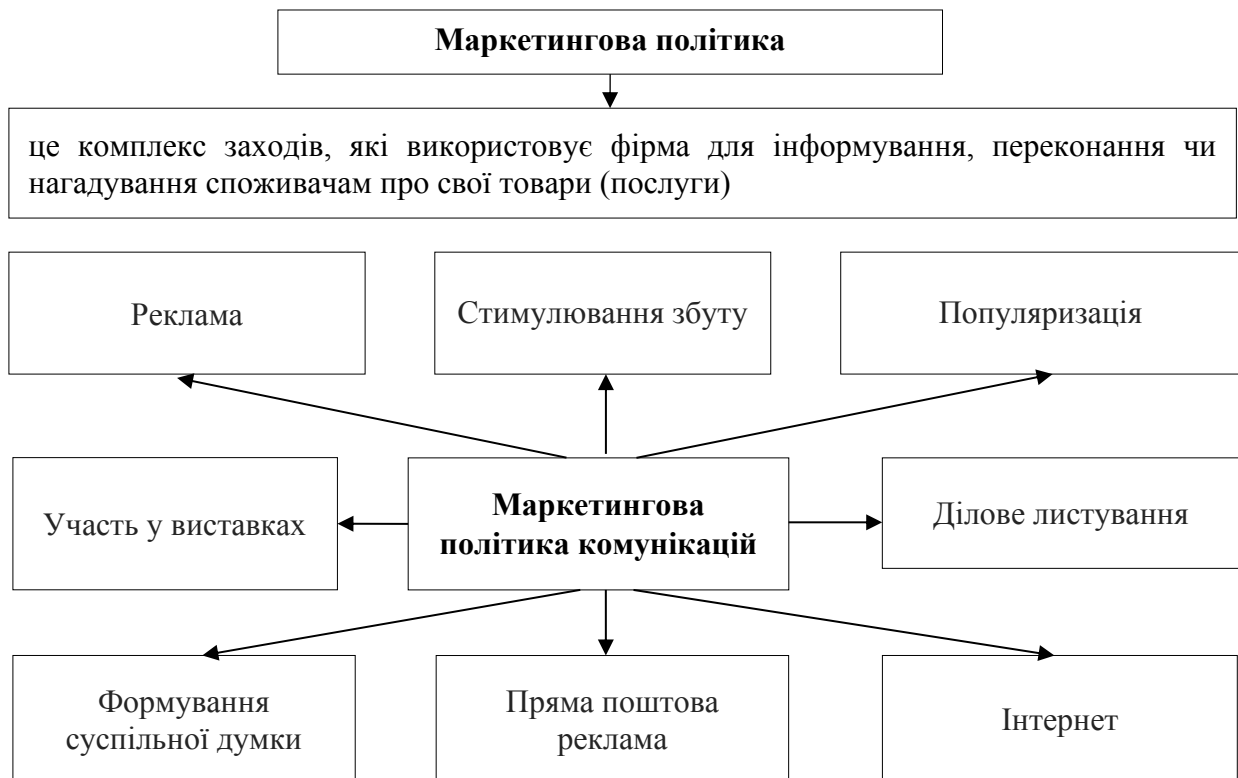 Маркетингова політика
це комплекс заходів, які використовує фірма для інформування, переконання чи
нагадування споживачам про свої товари (послуги)
Реклама
Стимулювання збуту
Популяризація
Участь у виставках
Маркетингова
політика комунікацій
Ділове листування
Формування
суспільної думки
Пряма поштова
реклама
Інтернет